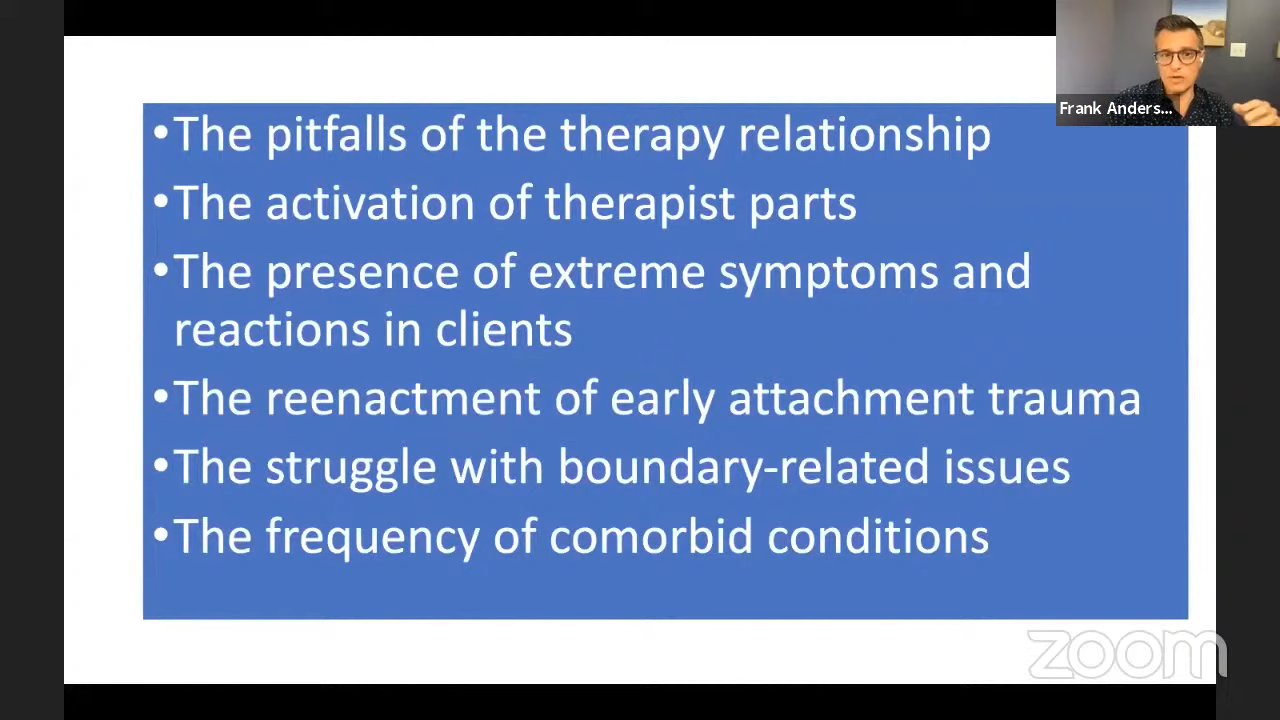 •The pitfalls of the therapy relationship
•The activation of therapist parts
•The presence of extreme symptoms and
reactions in clients
•The reenactment of early attachment trauma
•The struggle with boundary-related issues
•The frequency of comorbid conditions
Frank Anders...
zoom